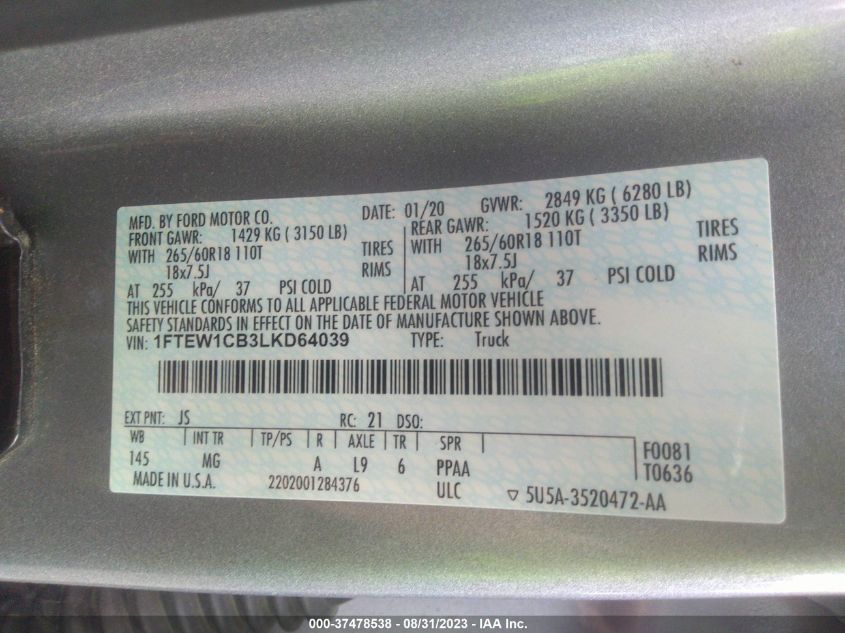 MFD. BY FORD MOTOR CO. DATE: 01/20 GVWR: 2849 KG ( 6280 LB)
FRONT GAWR: 1429 KG ( 3150 LB) REAR GAWR: 1520 KG ( 3350 LB)
WITH 265/60R18 110T TIRES WITH 265/60R18 110T TIRES
18x7.5J RIMS 18x7.5J RIMS
AT 255 kPa/ 37 PSI COLD AT 255 kPa/ 37 PSI COLD
THIS VEHICLE CONFORMS TO ALL APPLICABLE FEDERAL MOTOR VEHICLE
SAFETY STANDARDS IN EFFECT ON THE DATE OF MANUFACTURE SHOWN ABOVE.
VIN: 1FTEW1CB3LKD64039 TYPE: Truck
EXT PNT: JS RC: 21 DSO:
WB INT TR TP/PS R AXLE TR SPR F0081
145 MG A L9 6 PPAA T0636
MADE IN U.S.A. 2202001284376 ULC ▽ 5U5A-3520472-AA
000-37478538 - 08/31/2023 - IAA Inc.